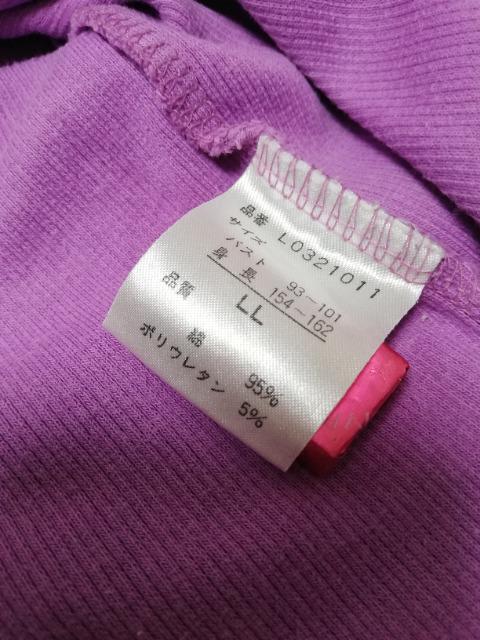 品番 L0321011
サイズ
バスト 93～101
身長 154～162
LL
品質
綿 95%
ポリウレタン 5%